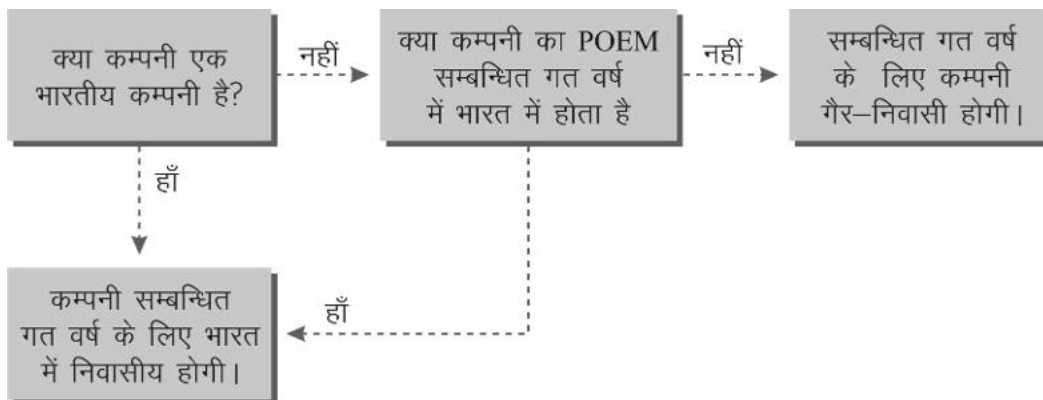 क्या कम्पनी एक
भारतीय कम्पनी है?
नहीं
क्या कम्पनी का POEM
सम्बन्धित गत वर्ष
में भारत में होता है
नहीं
सम्बन्धित गत वर्ष
के लिए कम्पनी
गैर–निवासी होगी।
हाँ
हाँ
कम्पनी सम्बन्धित
गत वर्ष के लिए भारत
में निवासीय होगी।